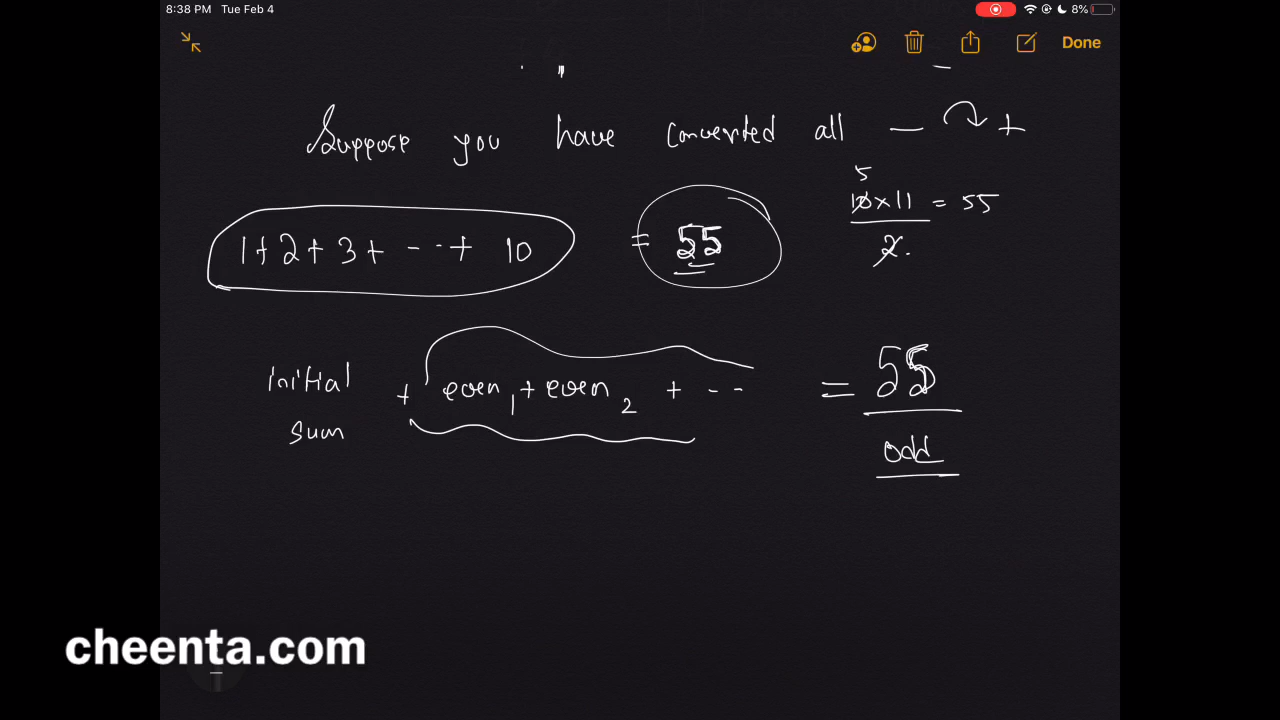 8:38 PM Tue Feb 4
8%
Done
Suppose you have converted all — ↷ +
5
10 x 11 = 55
2
1 + 2 + 3 + - - - + 10 = 55
initial sum + even₁ + even₂ + - - = 55
odd
cheenta.com